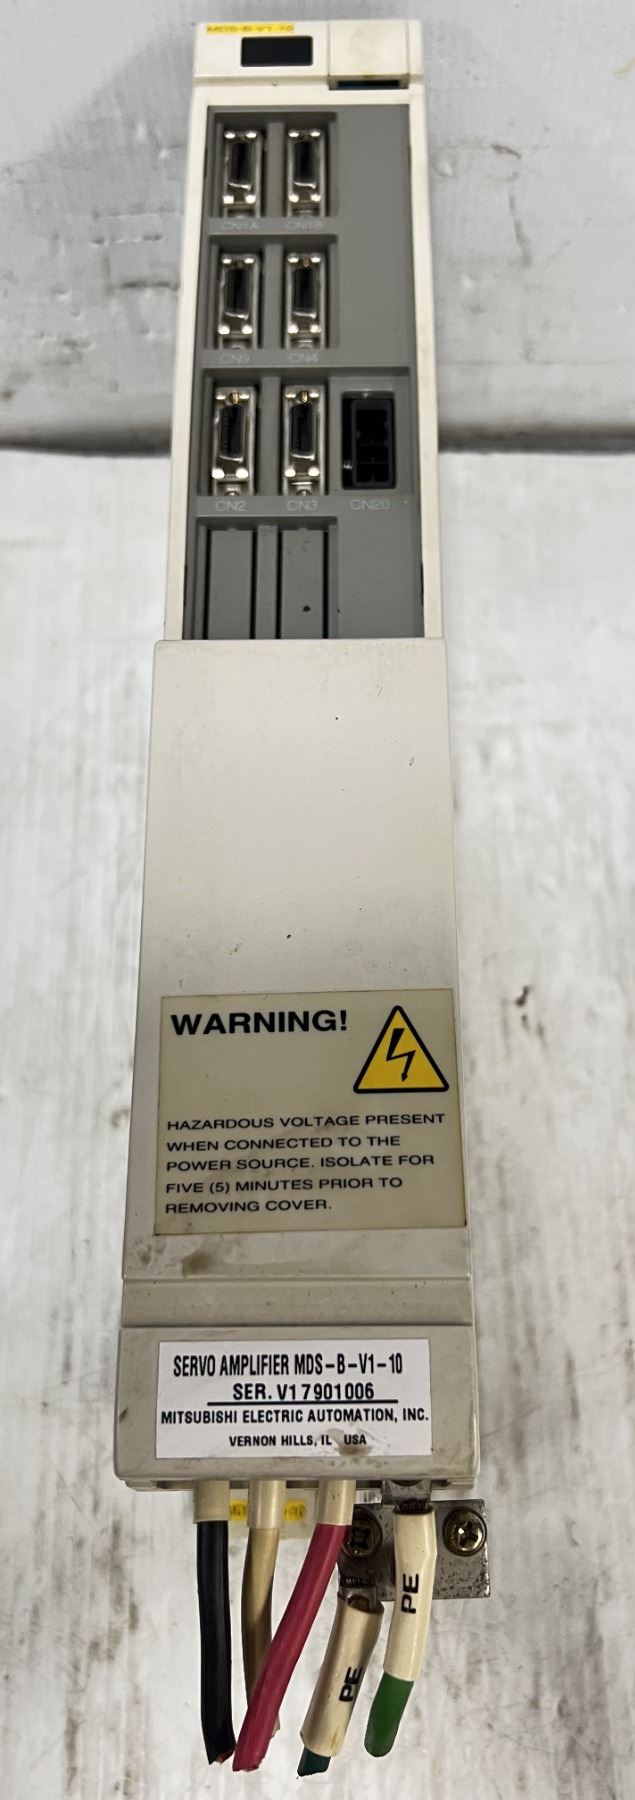 MDS-B-V1-10
CN1A CN1B
CN9 CN4
CN2 CN3 CN20
WARNING!
HAZARDOUS VOLTAGE PRESENT
WHEN CONNECTED TO THE
POWER SOURCE. ISOLATE FOR
FIVE (5) MINUTES PRIOR TO
REMOVING COVER.
SERVO AMPLIFIER MDS-B-V1-10
SER. V17901006
MITSUBISHI ELECTRIC AUTOMATION, INC.
VERNON HILLS, IL USA
PE
PE